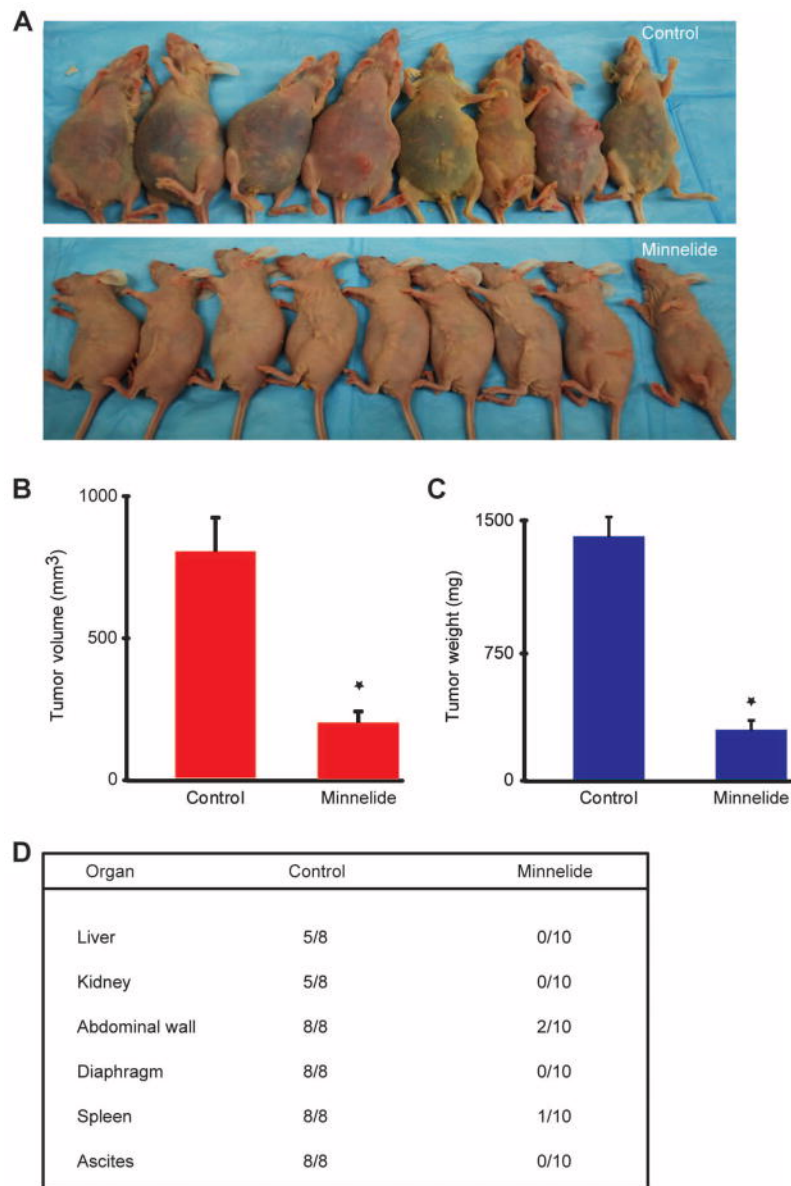 A
Control
Minnelide
B
1000
500
0
Tumor volume (mm3)
*
Control Minnelide
C
1500
750
0
Tumor weight (mg)
*
Control Minnelide
D
Organ Control Minnelide
Liver 5/8 0/10
Kidney 5/8 0/10
Abdominal wall 8/8 2/10
Diaphragm 8/8 0/10
Spleen 8/8 1/10
Ascites 8/8 0/10